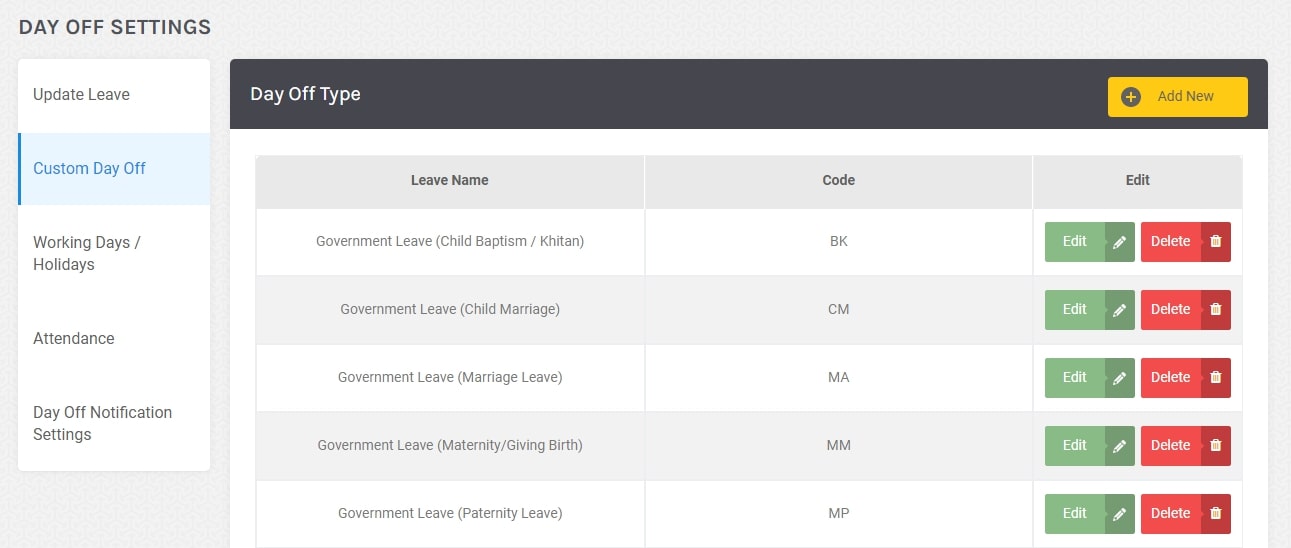 DAY OFF SETTINGS
Update Leave
Custom Day Off
Working Days /
Holidays
Attendance
Day Off Notification
Settings
Day Off Type
Add New
Leave Name Code Edit
Government Leave (Child Baptism / Khitan) BK Edit Delete
Government Leave (Child Marriage) CM Edit Delete
Government Leave (Marriage Leave) MA Edit Delete
Government Leave (Maternity/Giving Birth) MM Edit Delete
Government Leave (Paternity Leave) MP Edit Delete